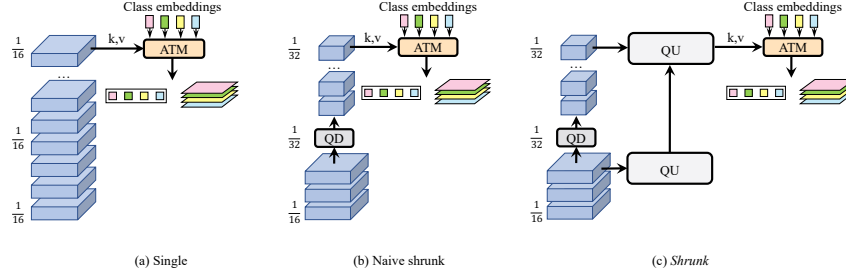 Class embeddings
1/16
k,v
ATM
...
1/16
1/16
(a) Single
Class embeddings
1/32
k,v
ATM
...
1/32
QD
1/16
(b) Naive shrunk
Class embeddings
1/32
QU
k,v
ATM
...
1/32
QD
QU
1/16
(c) Shrunk